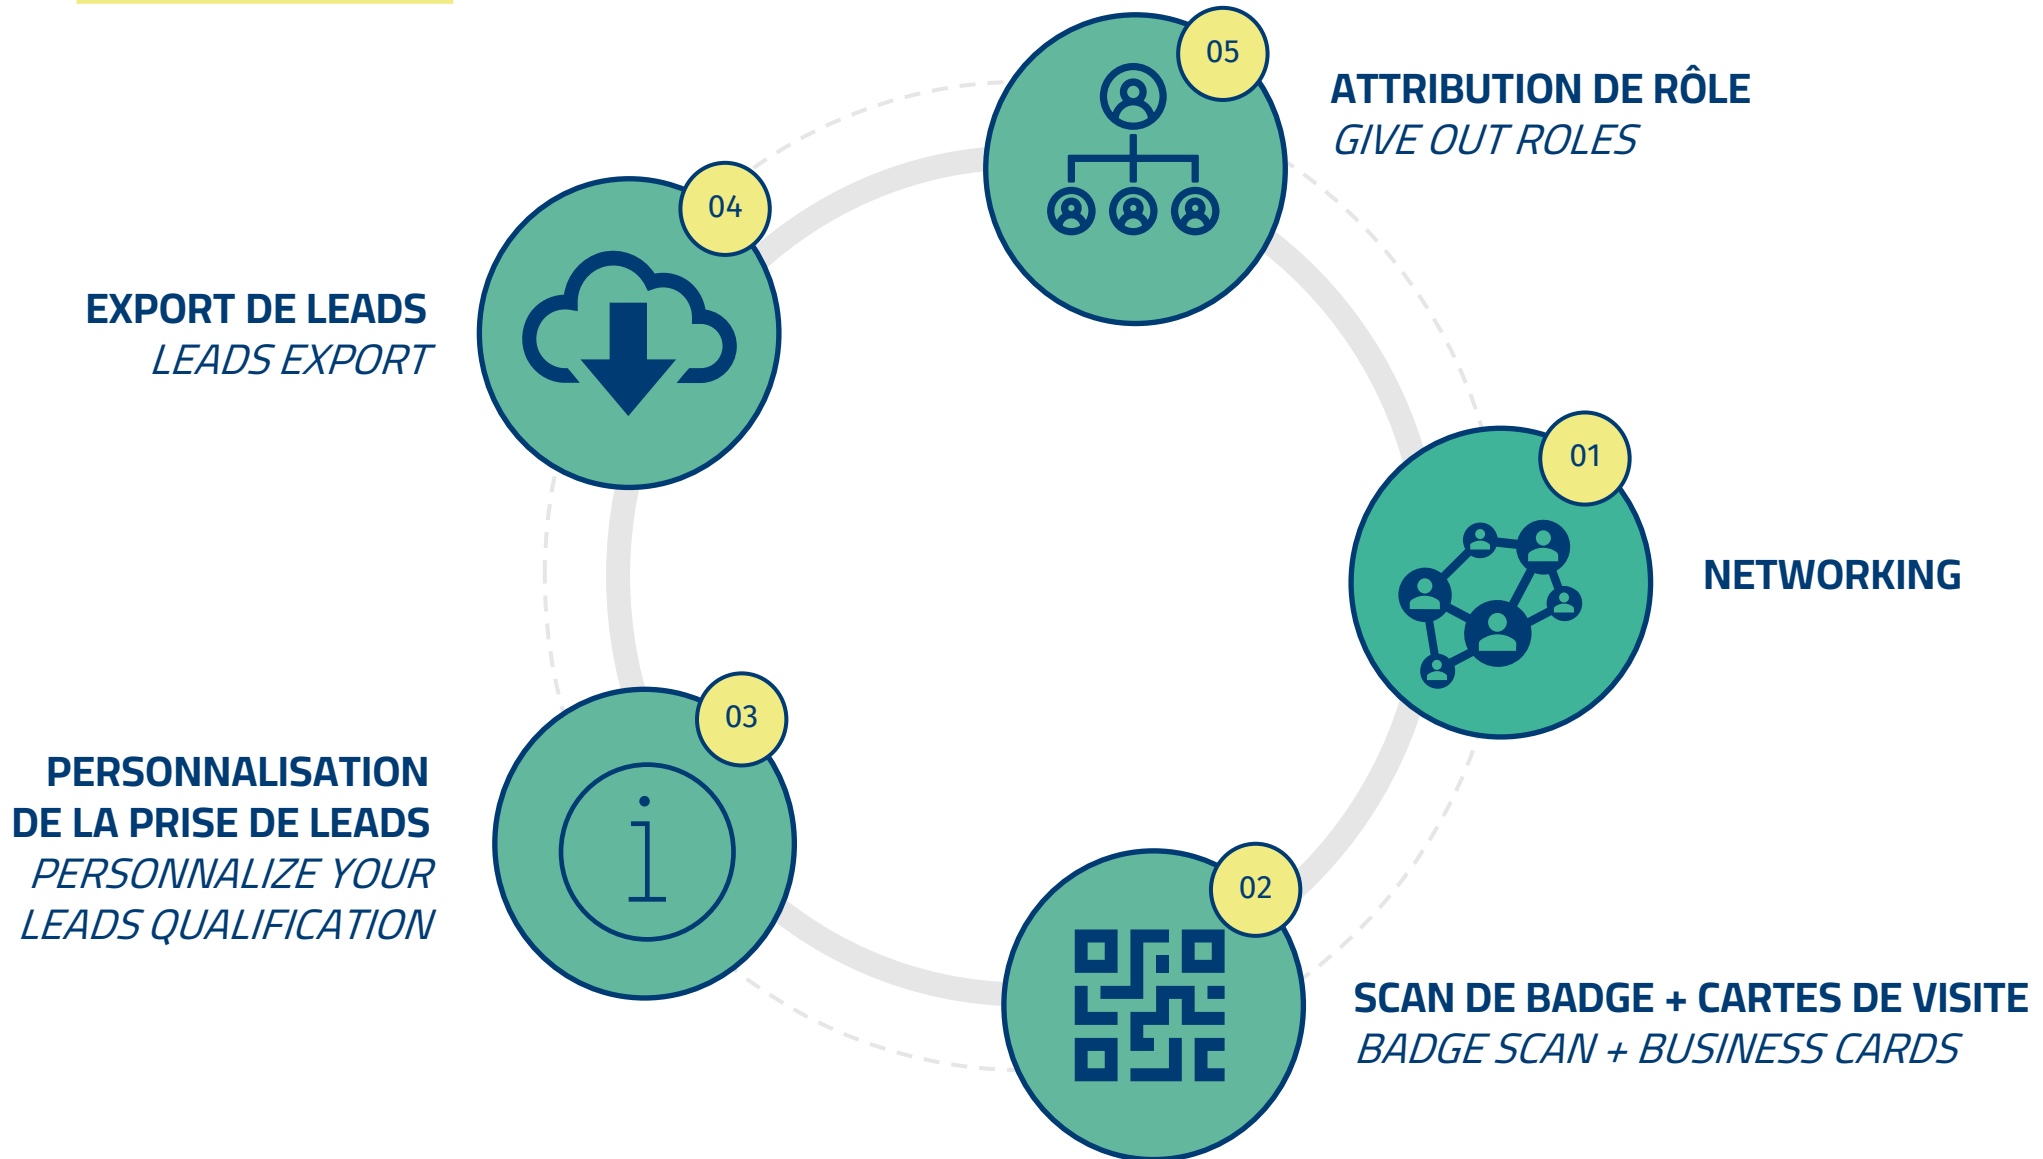 05
ATTRIBUTION DE RÔLE
GIVE OUT ROLES
04
EXPORT DE LEADS
LEADS EXPORT
01
NETWORKING
03
PERSONNALISATION
DE LA PRISE DE LEADS
PERSONNALIZE YOUR
LEADS QUALIFICATION
02
SCAN DE BADGE + CARTES DE VISITE
BADGE SCAN + BUSINESS CARDS